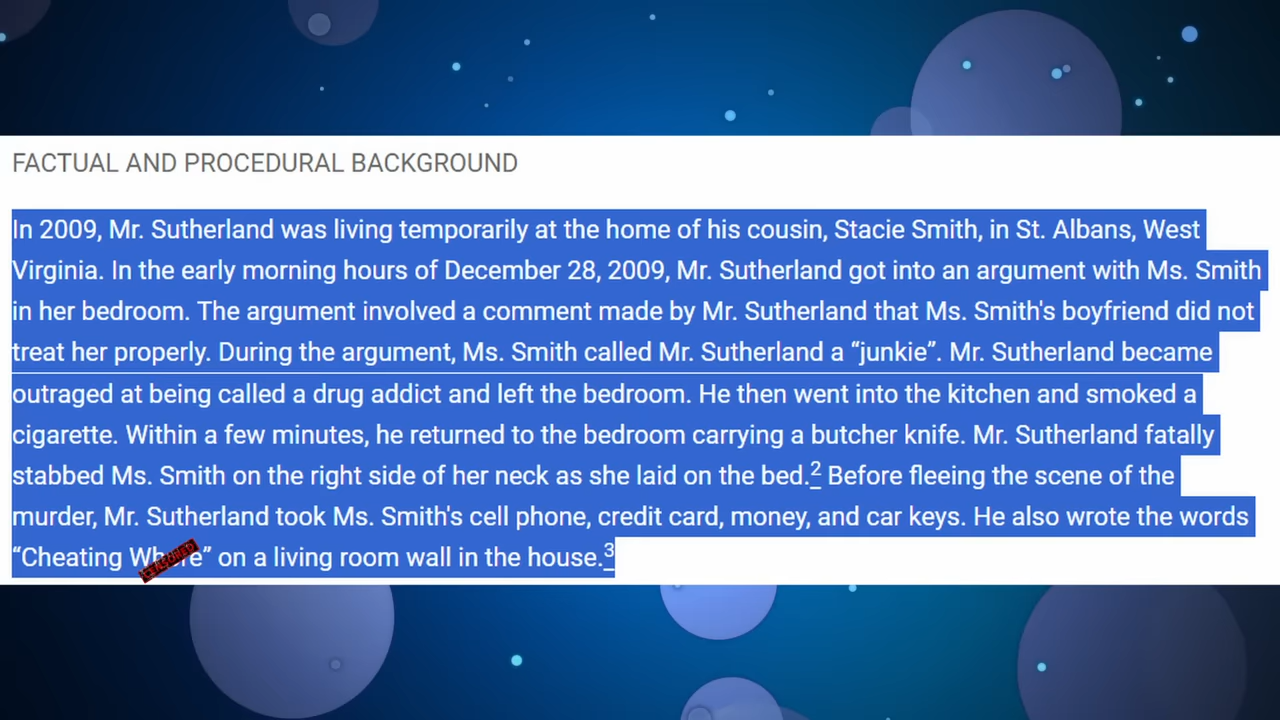 FACTUAL AND PROCEDURAL BACKGROUND
In 2009, Mr. Sutherland was living temporarily at the home of his cousin, Stacie Smith, in St. Albans, West
Virginia. In the early morning hours of December 28, 2009, Mr. Sutherland got into an argument with Ms. Smith
in her bedroom. The argument involved a comment made by Mr. Sutherland that Ms. Smith's boyfriend did not
treat her properly. During the argument, Ms. Smith called Mr. Sutherland a “junkie”. Mr. Sutherland became
outraged at being called a drug addict and left the bedroom. He then went into the kitchen and smoked a
cigarette. Within a few minutes, he returned to the bedroom carrying a butcher knife. Mr. Sutherland fatally
stabbed Ms. Smith on the right side of her neck as she laid on the bed.2 Before fleeing the scene of the
murder, Mr. Sutherland took Ms. Smith's cell phone, credit card, money, and car keys. He also wrote the words
“Cheating Whore” on a living room wall in the house.3
CENSORED